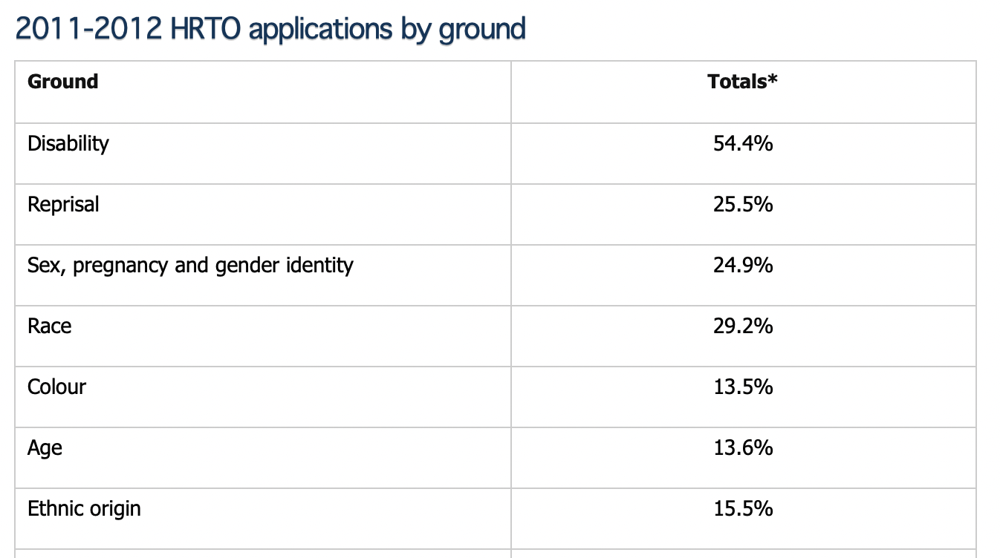 2011-2012 HRTO applications by ground
Ground Totals*
Disability 54.4%
Reprisal 25.5%
Sex, pregnancy and gender identity 24.9%
Race 29.2%
Colour 13.5%
Age 13.6%
Ethnic origin 15.5%